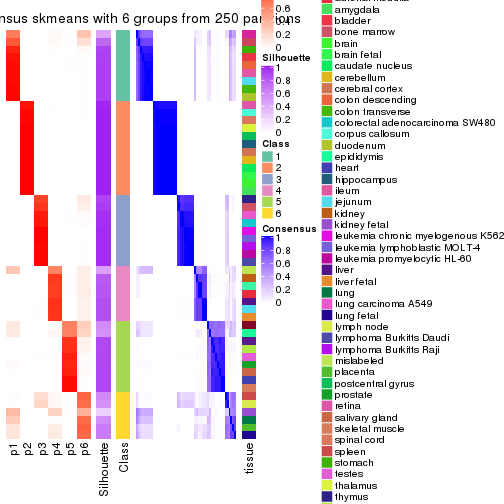 nsus skmeans with 6 groups from 250 partitions
0.6
0.4
0.2
0
Silhouette
1
0.8
0.6
0.4
0.2
0
Class
1
2
3
4
5
6
Consensus
1
0.8
0.6
0.4
0.2
0
amygdala
bladder
bone marrow
brain
brain fetal
caudate nucleus
cerebellum
cerebral cortex
colon descending
colon transverse
colorectal adenocarcinoma SW480
corpus callosum
duodenum
epididymis
heart
hippocampus
ileum
jejunum
kidney
kidney fetal
leukemia chronic myelogenous K562
leukemia lymphoblastic MOLT-4
leukemia promyelocytic HL-60
liver
liver fetal
lung
lung carcinoma A549
lung fetal
lymph node
lymphoma Burkitts Daudi
lymphoma Burkitts Raji
mislabeled
placenta
postcentral gyrus
prostate
retina
salivary gland
skeletal muscle
spinal cord
spleen
stomach
testes
thalamus
thymus
p1
p2
p3
p4
p5
p6
Silhouette
Class
tissue